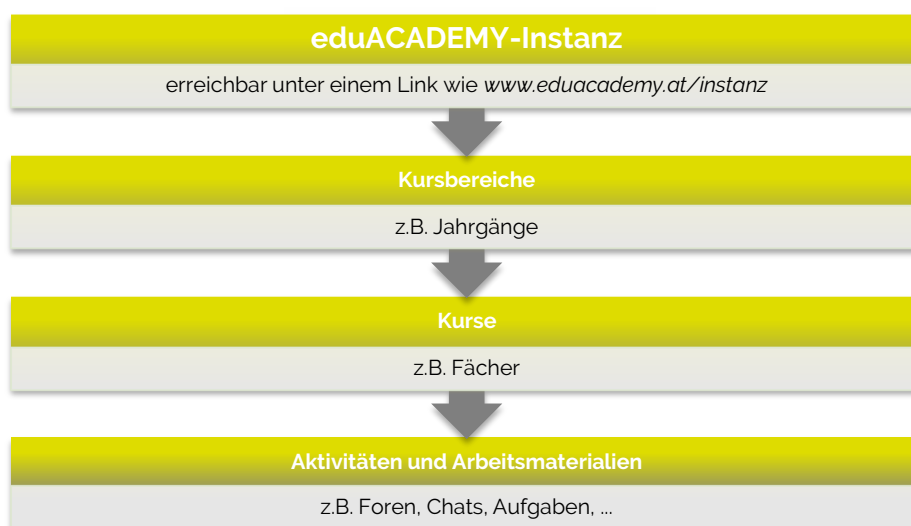 eduACADEMY-Instanz
erreichbar unter einem Link wie www.eduacademy.at/instanz
Kursbereiche
z.B. Jahrgänge
Kurse
z.B. Fächer
Aktivitäten und Arbeitsmaterialien
z.B. Foren, Chats, Aufgaben, ...